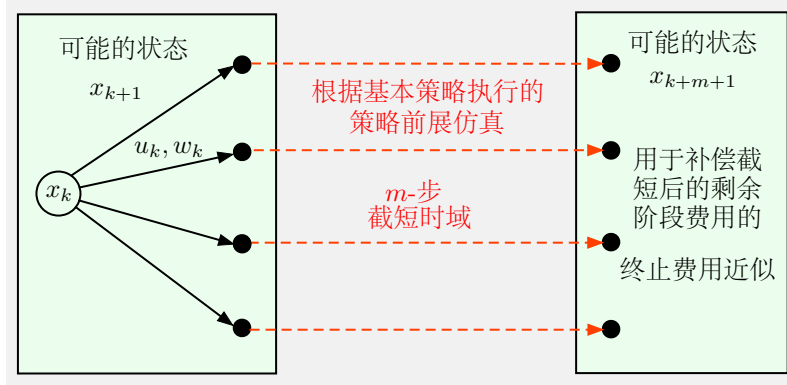 可能的状态
$x_{k+1}$
$u_k, w_k$
$x_k$
根据基本策略执行的
策略前展仿真
$m$-步
截短时域
可能的状态
$x_{k+m+1}$
用于补偿截
短后的剩余
阶段费用的
终止费用近似